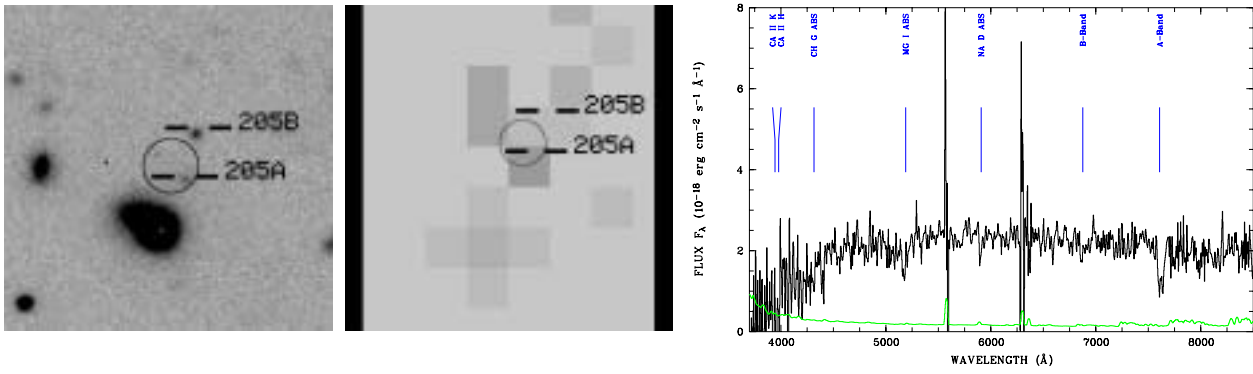 205B
205A
205B
205A
CA II K
CA II H
CH G ABS
MG I ABS
NA D ABS
B-Band
A-Band
8
6
4
2
0
FLUX Fλ (10⁻¹⁸ erg cm⁻² s⁻¹ Å⁻¹)
4000 5000 6000 7000 8000
WAVELENGTH (Å)